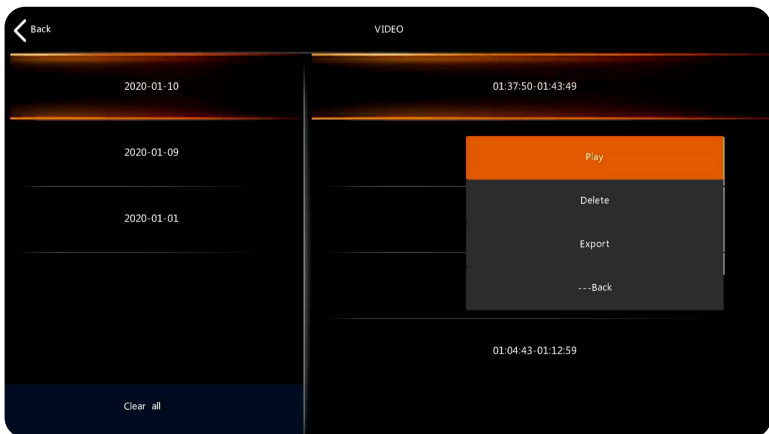 Back
VIDEO
2020-01-10
01:37:50-01:43:49
2020-01-09
Play
Delete
2020-01-01
Export
---Back
01:04:43-01:12:59
Clear all